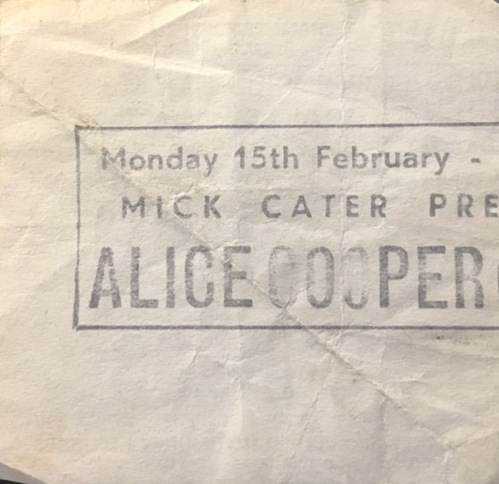 Monday 15th February -
MICK CATER PRE
ALICE COOPER